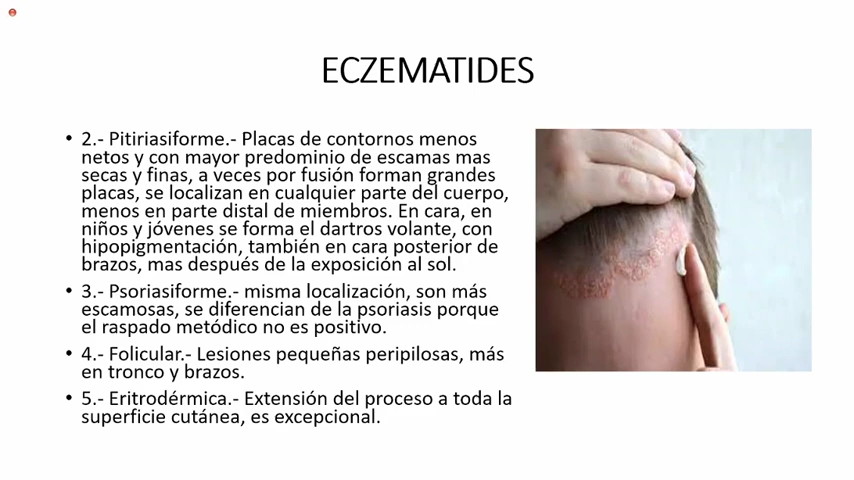 ECZEMATIDES
• 2.- Pitiriasiforme.- Placas de contornos menos
netos y con mayor predominio de escamas mas
secas y finas, a veces por fusión forman grandes
placas, se localizan en cualquier parte del cuerpo,
menos en parte distal de miembros. En cara, en
niños y jóvenes se forma el dartros volante, con
hipopigmentación, también en cara posterior de
brazos, mas después de la exposición al sol.
• 3.- Psoriasiforme.- misma localización, son más
escamosas, se diferencian de la psoriasis porque
el raspado metódico no es positivo.
• 4.- Folicular.- Lesiones pequeñas peripilosas, más
en tronco y brazos.
• 5.- Eritrodérmica.- Extensión del proceso a toda la
superficie cutánea, es excepcional.